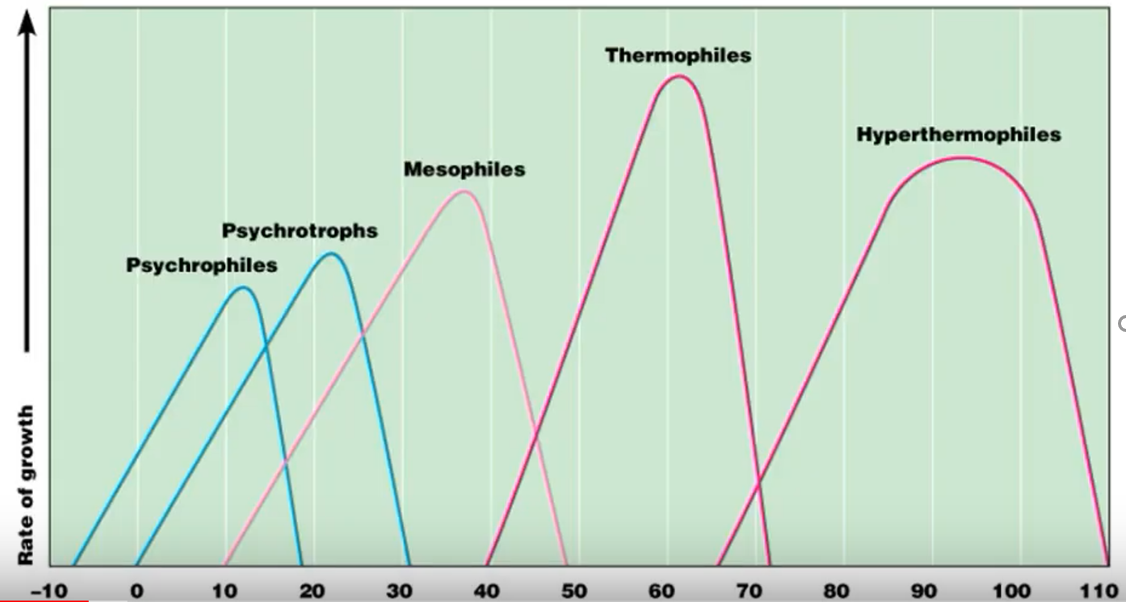 Thermophiles
Hyperthermophiles
Mesophiles
Psychrotrophs
Psychrophiles
Rate of growth
–10 0 10 20 30 40 50 60 70 80 90 100 110